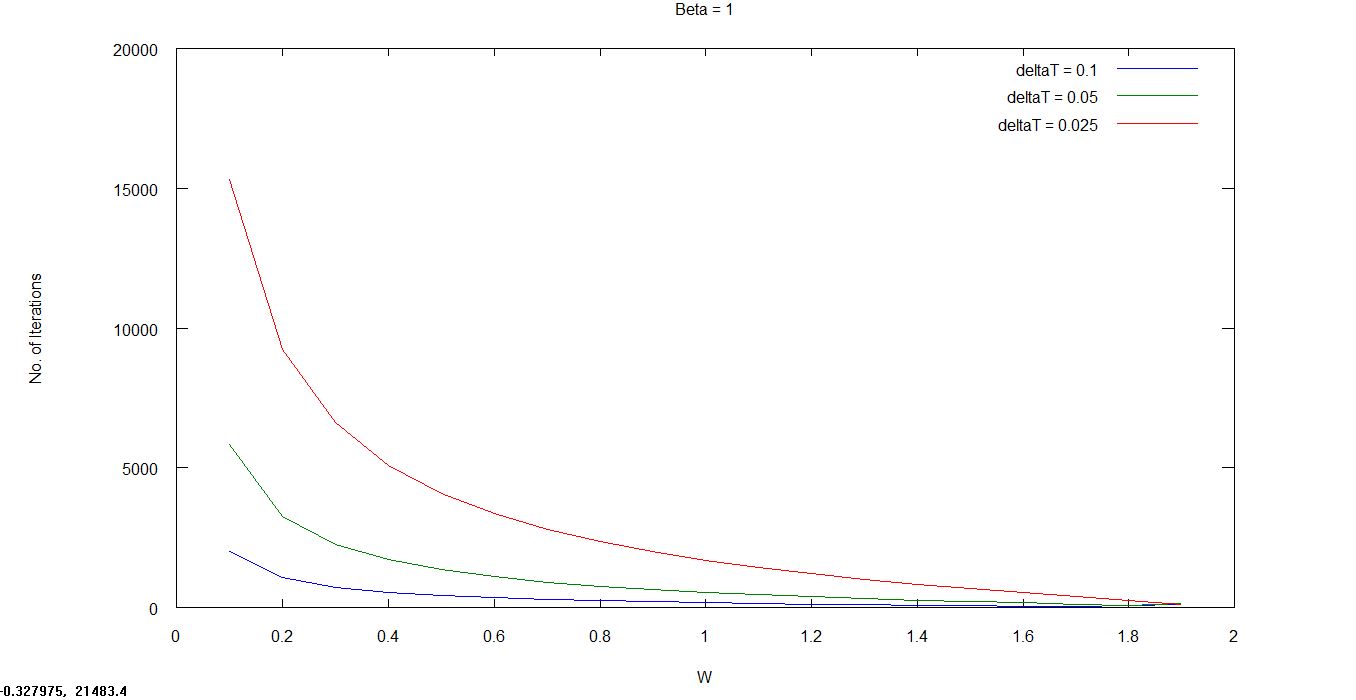 Beta = 1
20000
15000
10000
5000
0
No. of Iterations
deltaT = 0.1
deltaT = 0.05
deltaT = 0.025
0 0.2 0.4 0.6 0.8 1 1.2 1.4 1.6 1.8 2
W
-0.327975, 21483.4